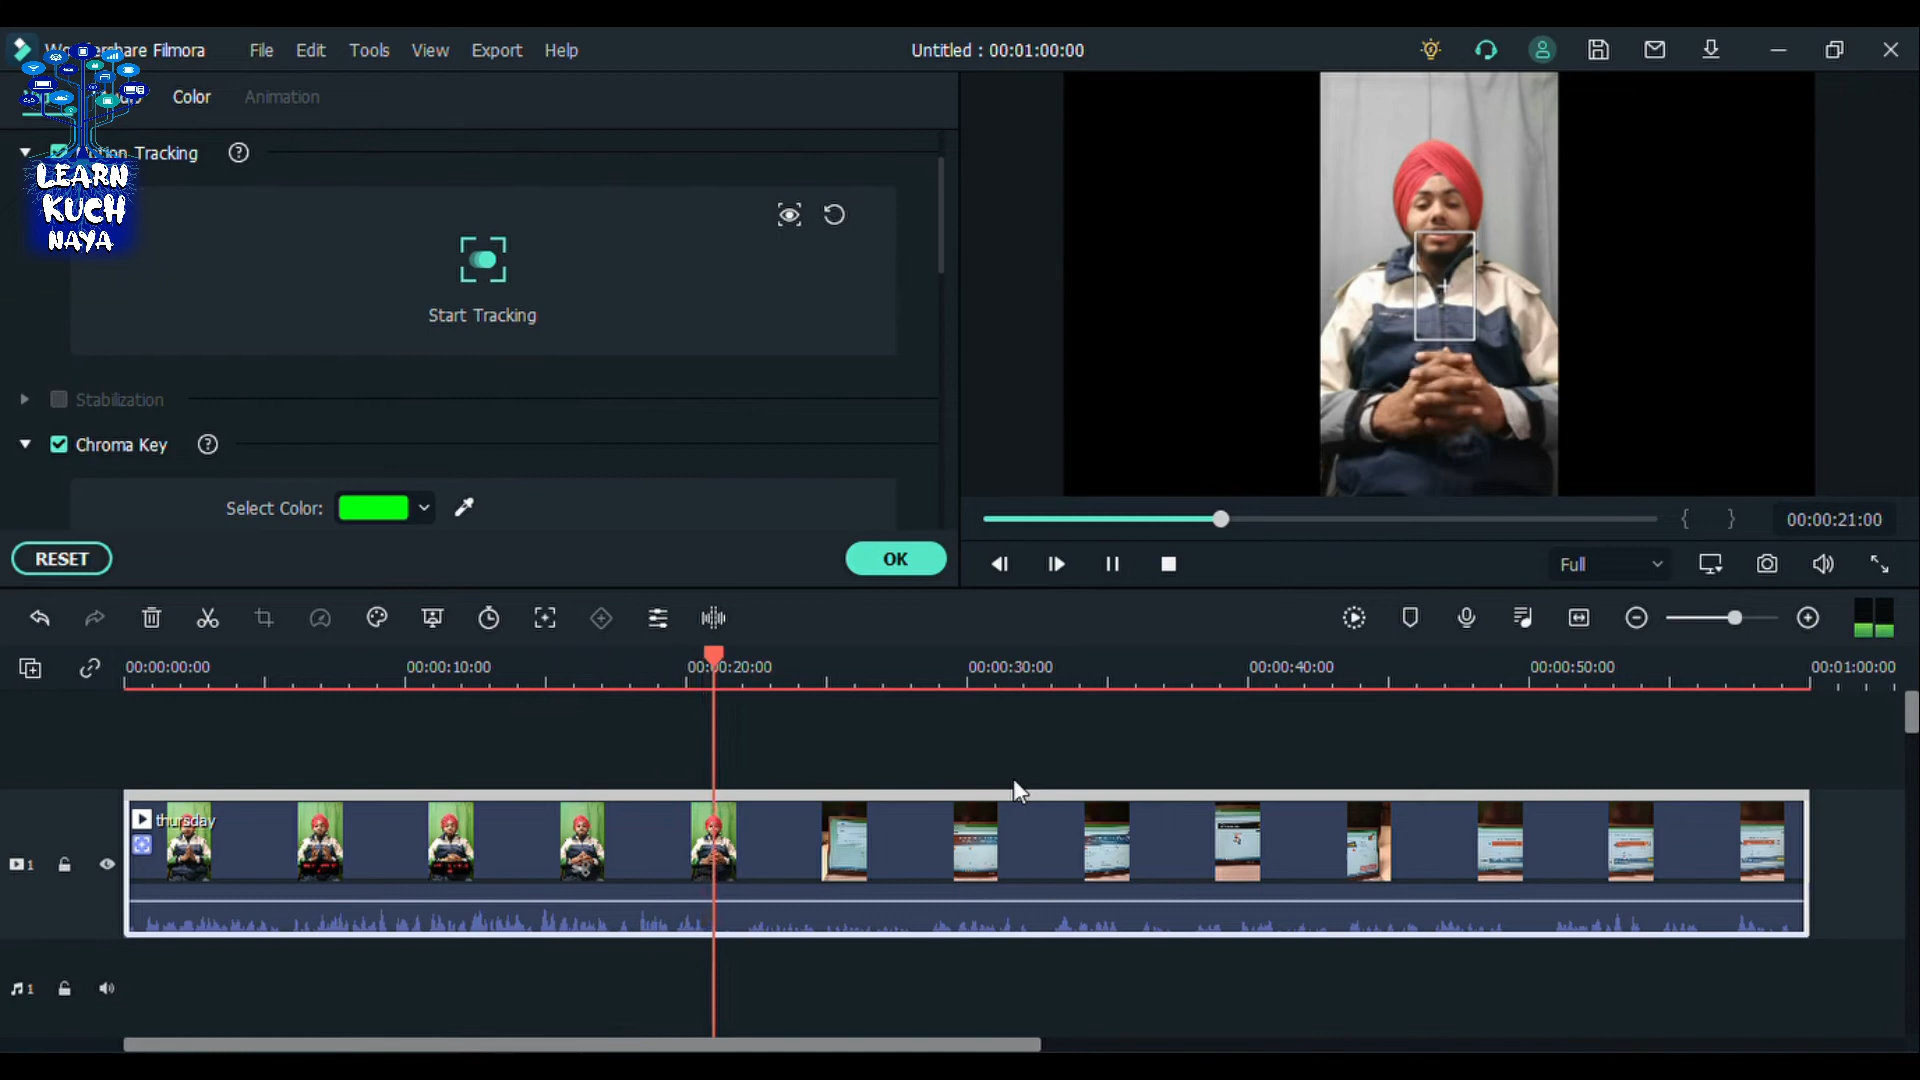 Wondershare Filmora
File
Edit
Tools
View
Export
Help
Untitled : 00:01:00:00
Color
Animation
LEARN
KUCH
NAYA
Tracking
Start Tracking
Stabilization
Chroma Key
Select Color:
RESET
OK
00:00:21:00
Full
00:00:00:00
00:00:10:00
00:00:20:00
00:00:30:00
00:00:40:00
00:00:50:00
00:01:00:00
thursday
1
1